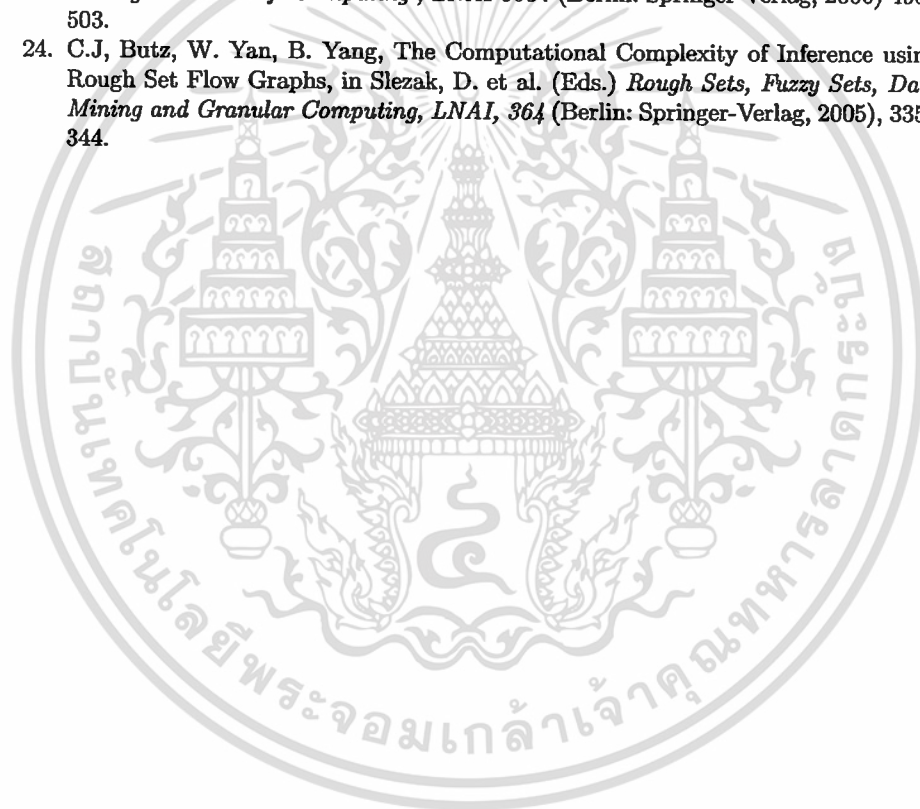 503.
24. C.J, Butz, W. Yan, B. Yang, The Computational Complexity of Inference usin
Rough Set Flow Graphs, in Slezak, D. et al. (Eds.) Rough Sets, Fuzzy Sets, Da
Mining and Granular Computing, LNAI, 364 (Berlin: Springer-Verlag, 2005), 335
344.
สถาบันเทคโนโลยีพระจอมเกล้าเจ้าคุณทหารลาดกระบัง